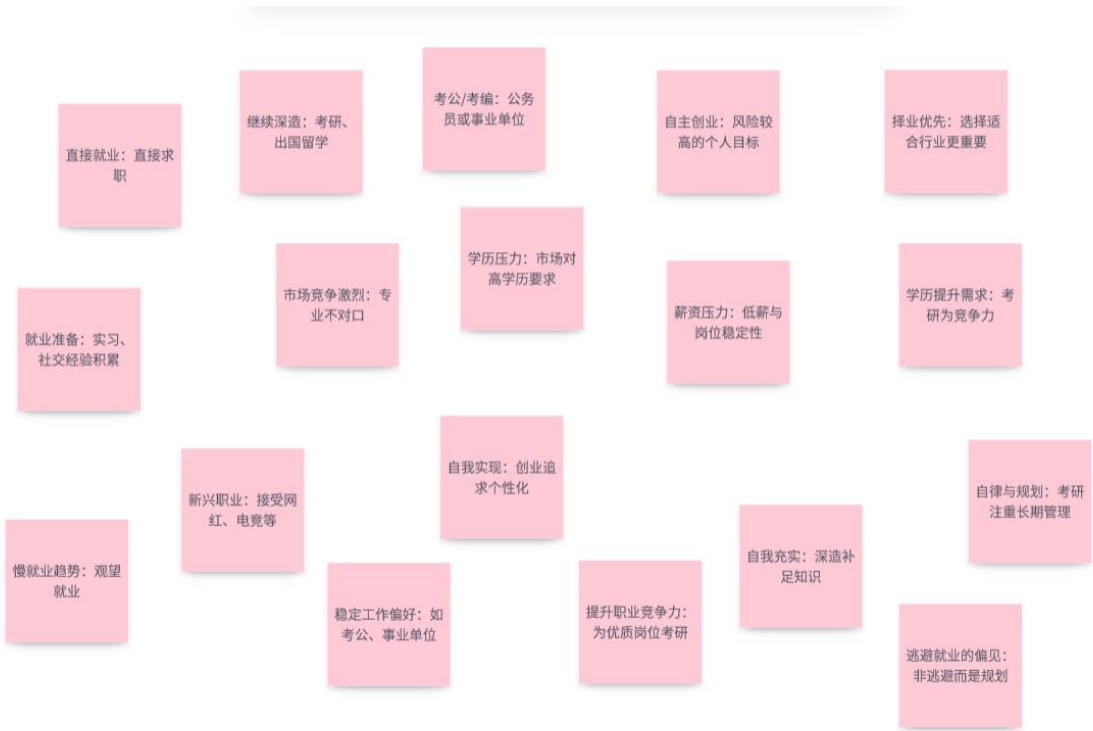 考公/考编：公务
员或事业单位
继续深造：考研、
出国留学
自主创业：风险较
高的个人目标
择业优先：选择适
合行业更重要
直接就业：直接求
职
学历压力：市场对
高学历要求
市场竞争激烈：专
业不对口
薪资压力：低薪与
岗位稳定性
学历提升需求：考
研为竞争力
就业准备：实习、
社交经验积累
自我实现：创业追
求个性化
新兴职业：接受网
红、电竞等
自律与规划：考研
注重长期管理
慢就业趋势：观望
就业
自我充实：深造补
足知识
稳定工作偏好：如
考公、事业单位
提升职业竞争力：
为优质岗位考研
逃避就业的偏见：
非逃避而是规划